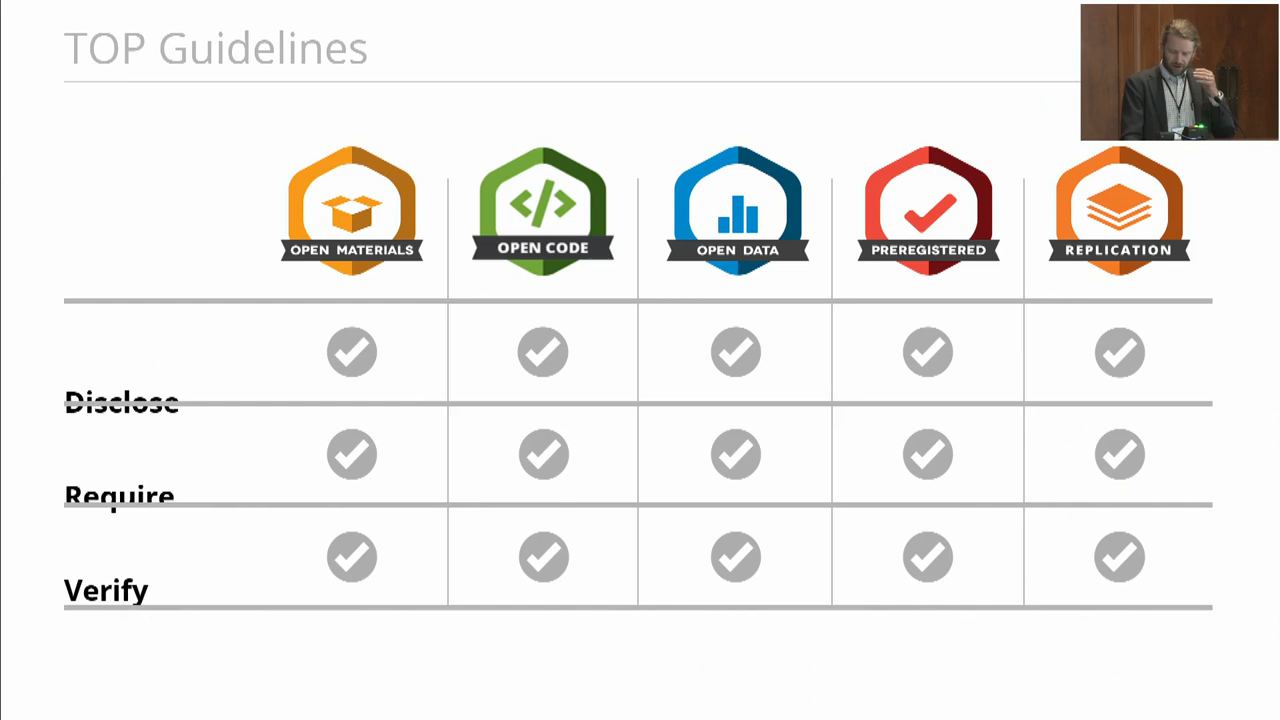 TOP Guidelines
OPEN MATERIALS
OPEN CODE
OPEN DATA
PREREGISTERED
REPLICATION
Disclose
Require
Verify